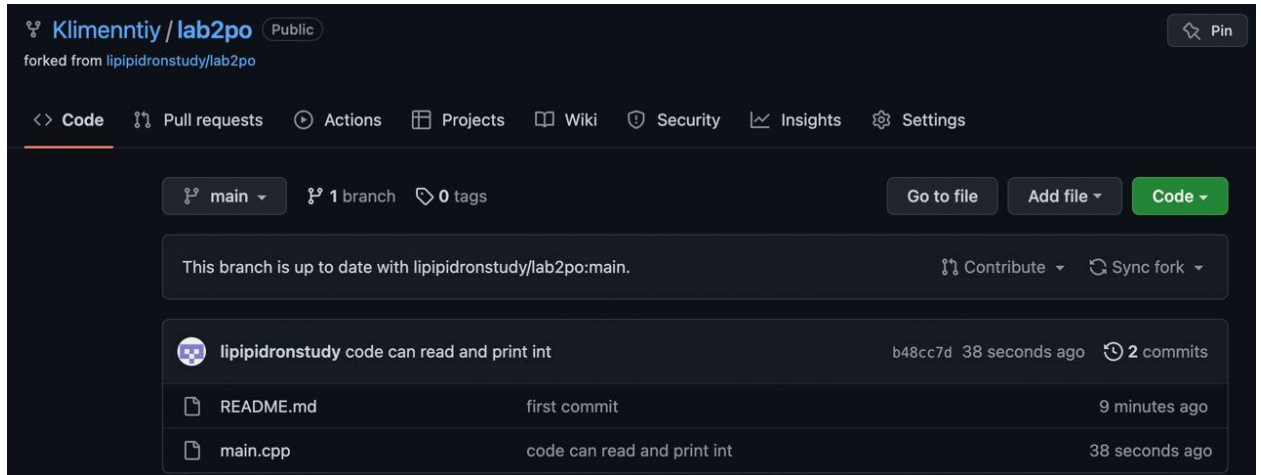 Klimenntiy / lab2po Public Pin
forked from lipipidronstudy/lab2po
<> Code Pull requests Actions Projects Wiki Security Insights Settings
main 1 branch 0 tags Go to file Add file Code
This branch is up to date with lipipidronstudy/lab2po:main. Contribute Sync fork
lipipidronstudy code can read and print int b48cc7d 38 seconds ago 2 commits
README.md first commit 9 minutes ago
main.cpp code can read and print int 38 seconds ago